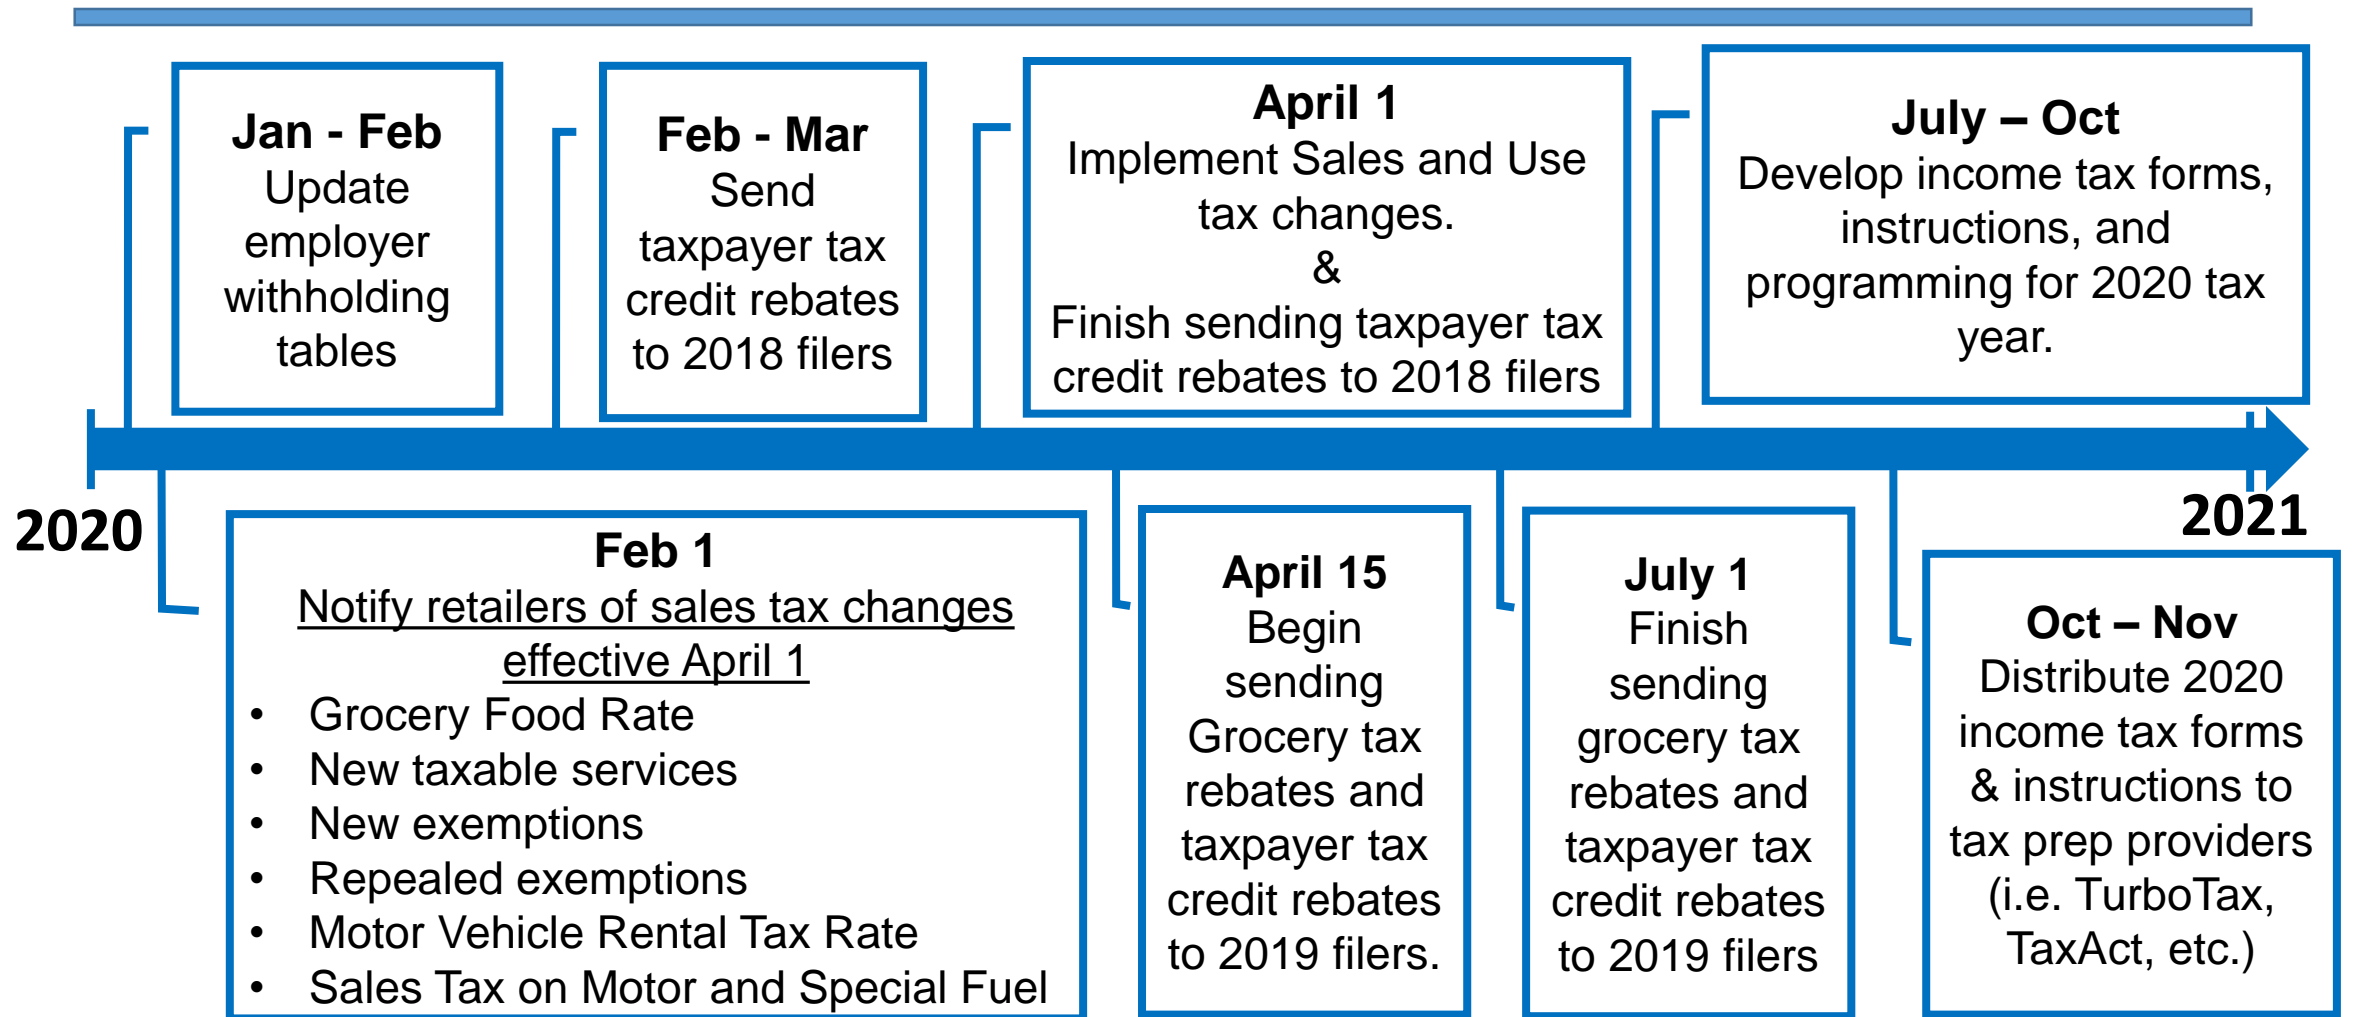 Jan - Feb
Update
employer
withholding
tables
Feb - Mar
Send
taxpayer tax
credit rebates
to 2018 filers
April 1
Implement Sales and Use
tax changes.
&
Finish sending taxpayer tax
credit rebates to 2018 filers
July – Oct
Develop income tax forms,
instructions, and
programming for 2020 tax
year.
2020
2021
Feb 1
Notify retailers of sales tax changes
effective April 1
• Grocery Food Rate
• New taxable services
• New exemptions
• Repealed exemptions
• Motor Vehicle Rental Tax Rate
• Sales Tax on Motor and Special Fuel
April 15
Begin
sending
Grocery tax
rebates and
taxpayer tax
credit rebates
to 2019 filers.
July 1
Finish
sending
grocery tax
rebates and
taxpayer tax
credit rebates
to 2019 filers
Oct – Nov
Distribute 2020
income tax forms
& instructions to
tax prep providers
(i.e. TurboTax,
TaxAct, etc.)